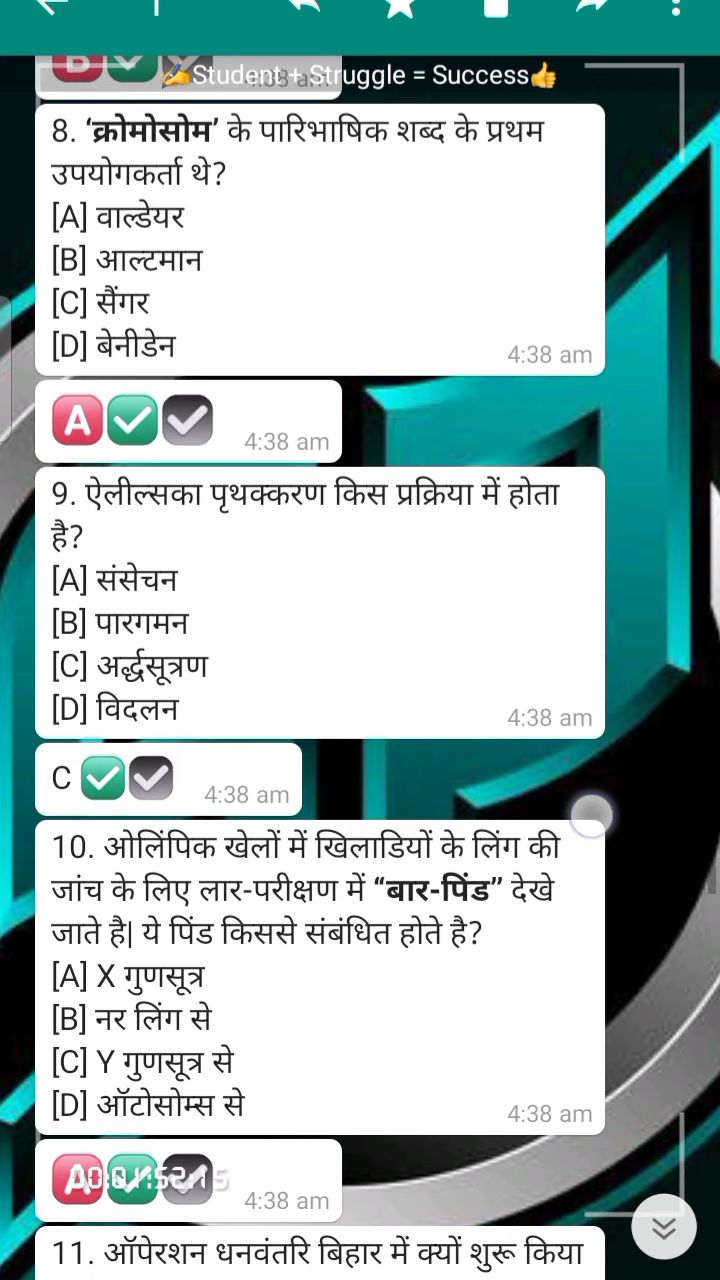 B ✅ ✔
✍Student + Struggle = Success👍
8. ‘क्रोमोसोम’ के पारिभाषिक शब्द के प्रथम
उपयोगकर्ता थे?
[A] वाल्डेयर
[B] आल्टमान
[C] सैंगर
[D] बेनीडेन
4:38 am
🅰✅✔
4:38 am
9. ऐलील्सका पृथक्करण किस प्रक्रिया में होता
है?
[A] संसेचन
[B] पारगमन
[C] अर्द्धसूत्रण
[D] विदलन
4:38 am
C ✅✔
4:38 am
10. ओलिंपिक खेलों में खिलाडियों के लिंग की
जांच के लिए लार-परीक्षण में “बार-पिंड” देखे
जाते है| ये पिंड किससे संबंधित होते है?
[A] X गुणसूत्र
[B] नर लिंग से
[C] Y गुणसूत्र से
[D] ऑटोसोम्स से
4:38 am
🅰✅✔
4:38 am
11. ऑपेरशन धनवंतरि बिहार में क्यों शुरू किया